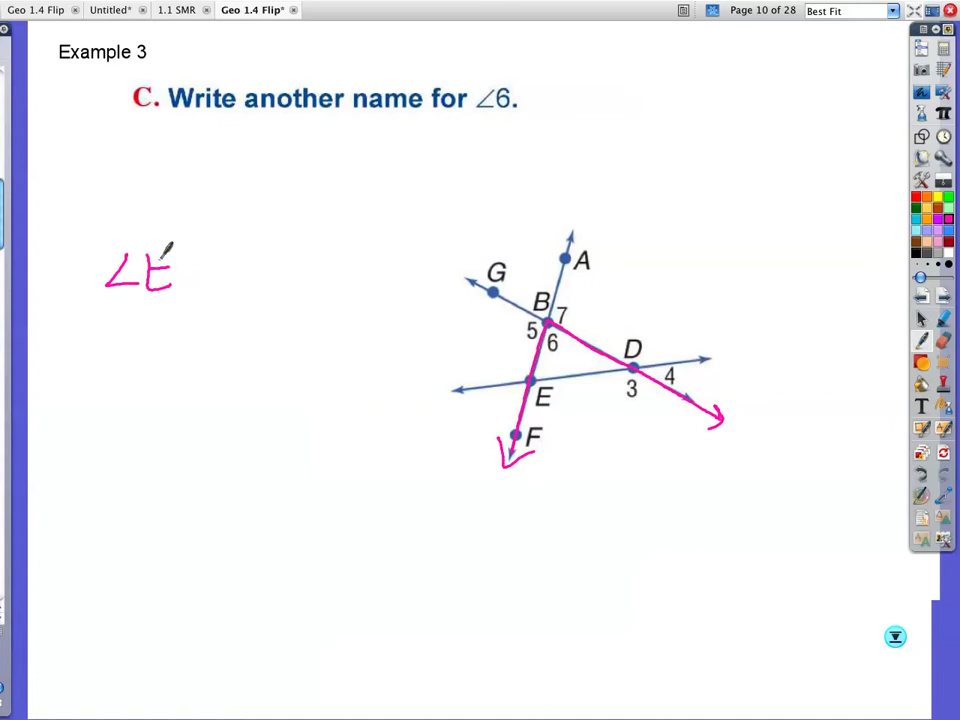 Geo 1.4 Flip Untitled* 1.1 SMR Geo 1.4 Flip* Page 10 of 28 Best Fit
Example 3
C. Write another name for ∠6.
∠E
A
G
B 7
5 6
D
4
3
E
F
T